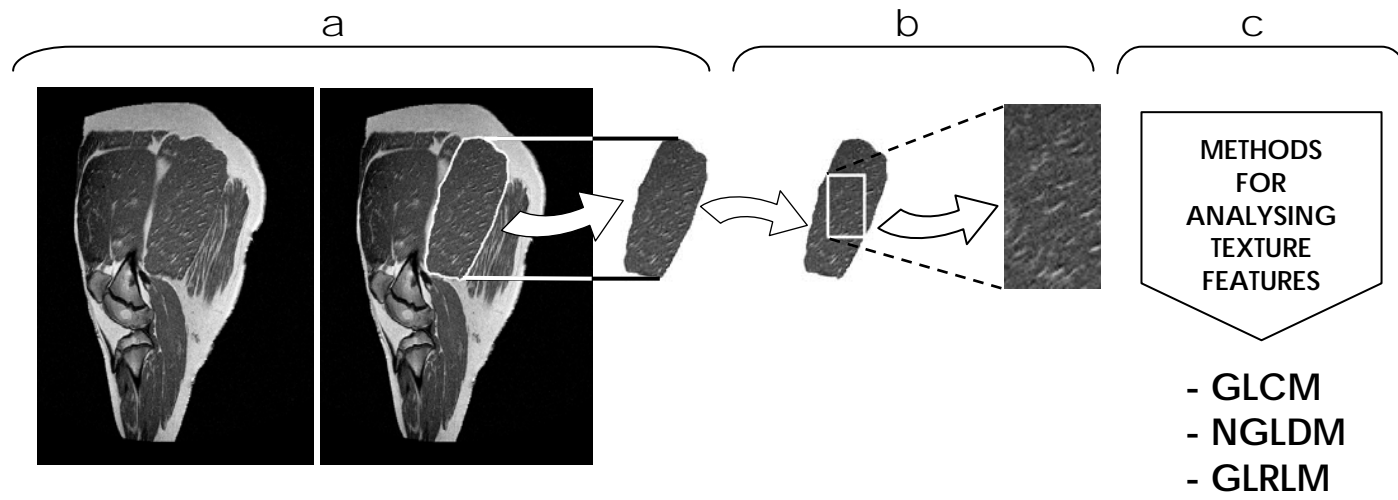 a
b
c
METHODS
FOR
ANALYSING
TEXTURE
FEATURES
- GLCM
- NGLDM
- GLRLM